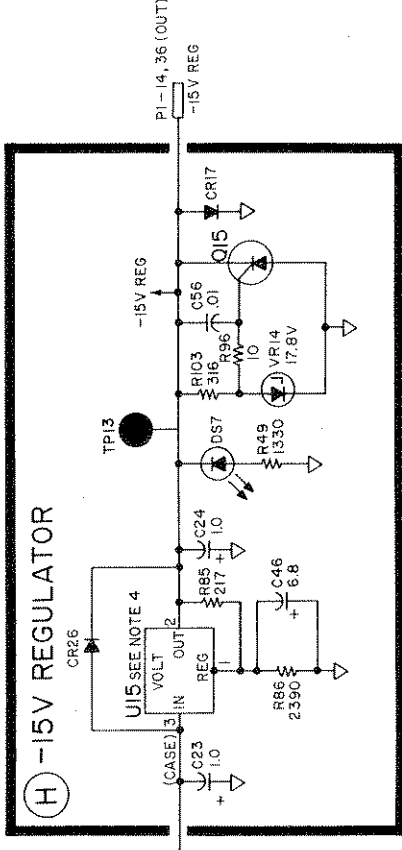 H -15V REGULATOR
P1-14, 36 (OUT)
-15V REG
-15V REG
TP13
CR26
U15 SEE NOTE 4
(CASE) 3
IN
VOLT
OUT
2
REG
1
C23
1.0
+
C24
1.0
+
R85
217
R86
2390
C46
6.8
+
DS7
R49
1330
R103
316
C56
.01
R96
10
VR14
17.8V
Q15
CR17